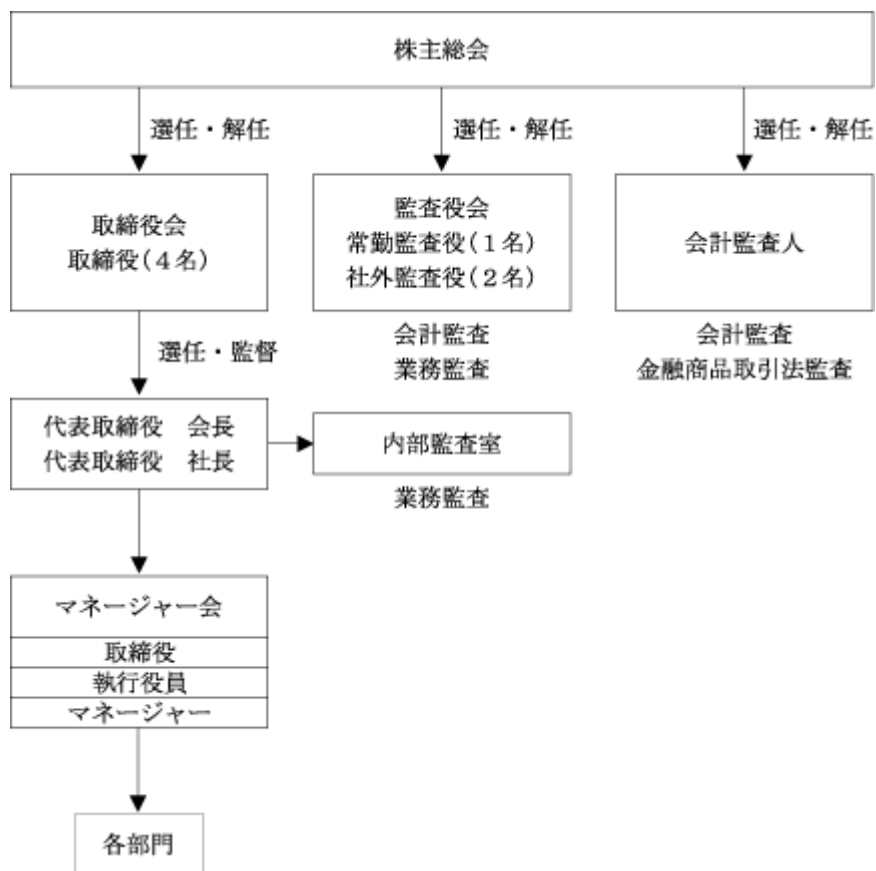 株主総会
選任・解任
選任・解任
選任・解任
取締役会
取締役(4名)
監査役会
常勤監査役(1名)
社外監査役(2名)
会計監査人
会計監査
業務監査
会計監査
金融商品取引法監査
選任・監督
代表取締役　会長
代表取締役　社長
内部監査室
業務監査
マネージャー会
取締役
執行役員
マネージャー
各部門